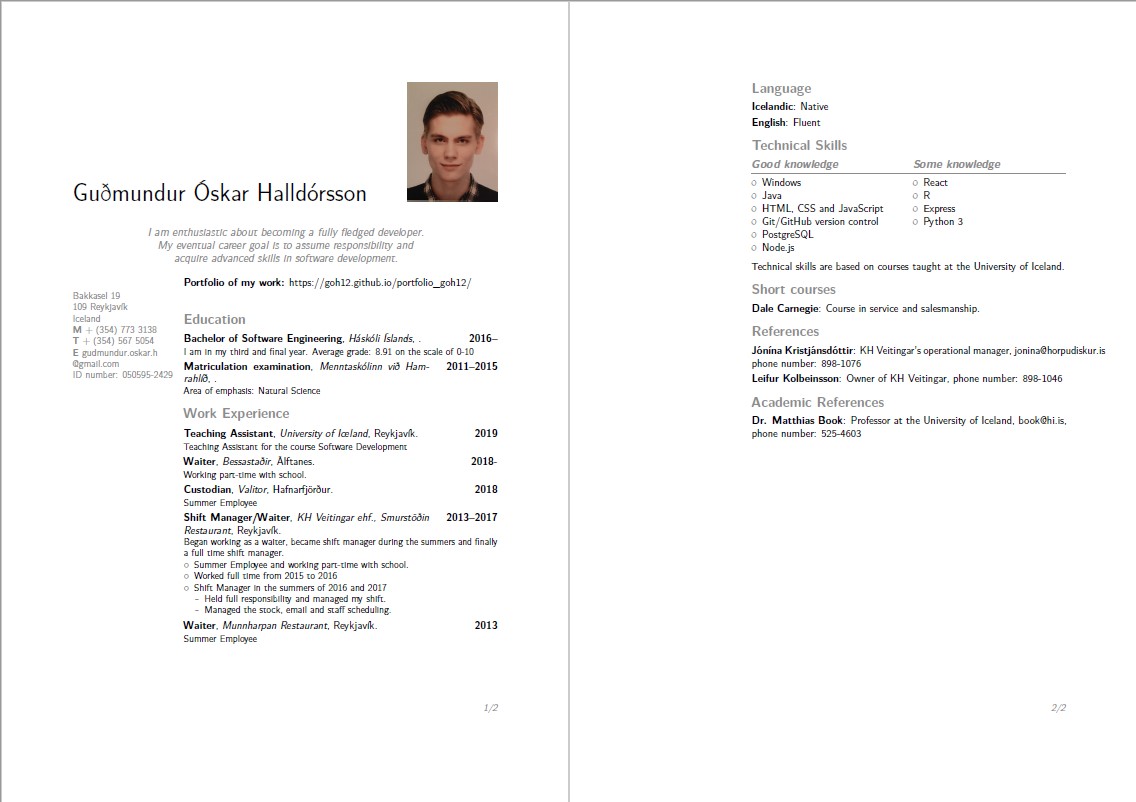 Guðmundur Óskar Halldórsson
I am enthusiastic about becoming a fully fledged developer.
My eventual career goal is to assume responsibility and
acquire advanced skills in software development.
Portfolio of my work: https://goh12.github.io/portfolio_goh12/
Bakkasel 19
109 Reykjavík
Iceland
M + (354) 773 3138
T + (354) 567 5054
E gudmundur.oskar.h
@gmail.com
ID number: 050595-2429
Education
Bachelor of Software Engineering, Háskóli Íslands, . 2016–
I am in my third and final year. Average grade: 8.91 on the scale of 0-10
Matriculation examination, Menntaskólinn við Ham- 2011–2015
rahlíð, .
Area of emphasis: Natural Science
Work Experience
Teaching Assistant, University of Iceland, Reykjavík. 2019
Teaching Assistant for the course Software Development
Waiter, Bessastaðir, Álftanes. 2018-
Working part-time with school.
Custodian, Valitor, Hafnarfjörður. 2018
Summer Employee
Shift Manager/Waiter, KH Veitingar ehf., Smurstöðin 2013–2017
Restaurant, Reykjavík.
Began working as a waiter, became shift manager during the summers and finally
a full time shift manager.
○ Summer Employee and working part-time with school.
○ Worked full time from 2015 to 2016
○ Shift Manager in the summers of 2016 and 2017
- Held full responsibility and managed my shift.
- Managed the stock, email and staff scheduling.
Waiter, Munnharpan Restaurant, Reykjavík. 2013
Summer Employee
1/2
Language
Icelandic: Native
English: Fluent
Technical Skills
Good knowledge Some knowledge
○ Windows ○ React
○ Java ○ R
○ HTML, CSS and JavaScript ○ Express
○ Git/GitHub version control ○ Python 3
○ PostgreSQL
○ Node.js
Technical skills are based on courses taught at the University of Iceland.
Short courses
Dale Carnegie: Course in service and salesmanship.
References
Jónína Kristjánsdóttir: KH Veitingar's operational manager, jonina@horpudiskur.is
phone number: 898-1076
Leifur Kolbeinsson: Owner of KH Veitingar, phone number: 898-1046
Academic References
Dr. Matthias Book: Professor at the University of Iceland, book@hi.is,
phone number: 525-4603
2/2